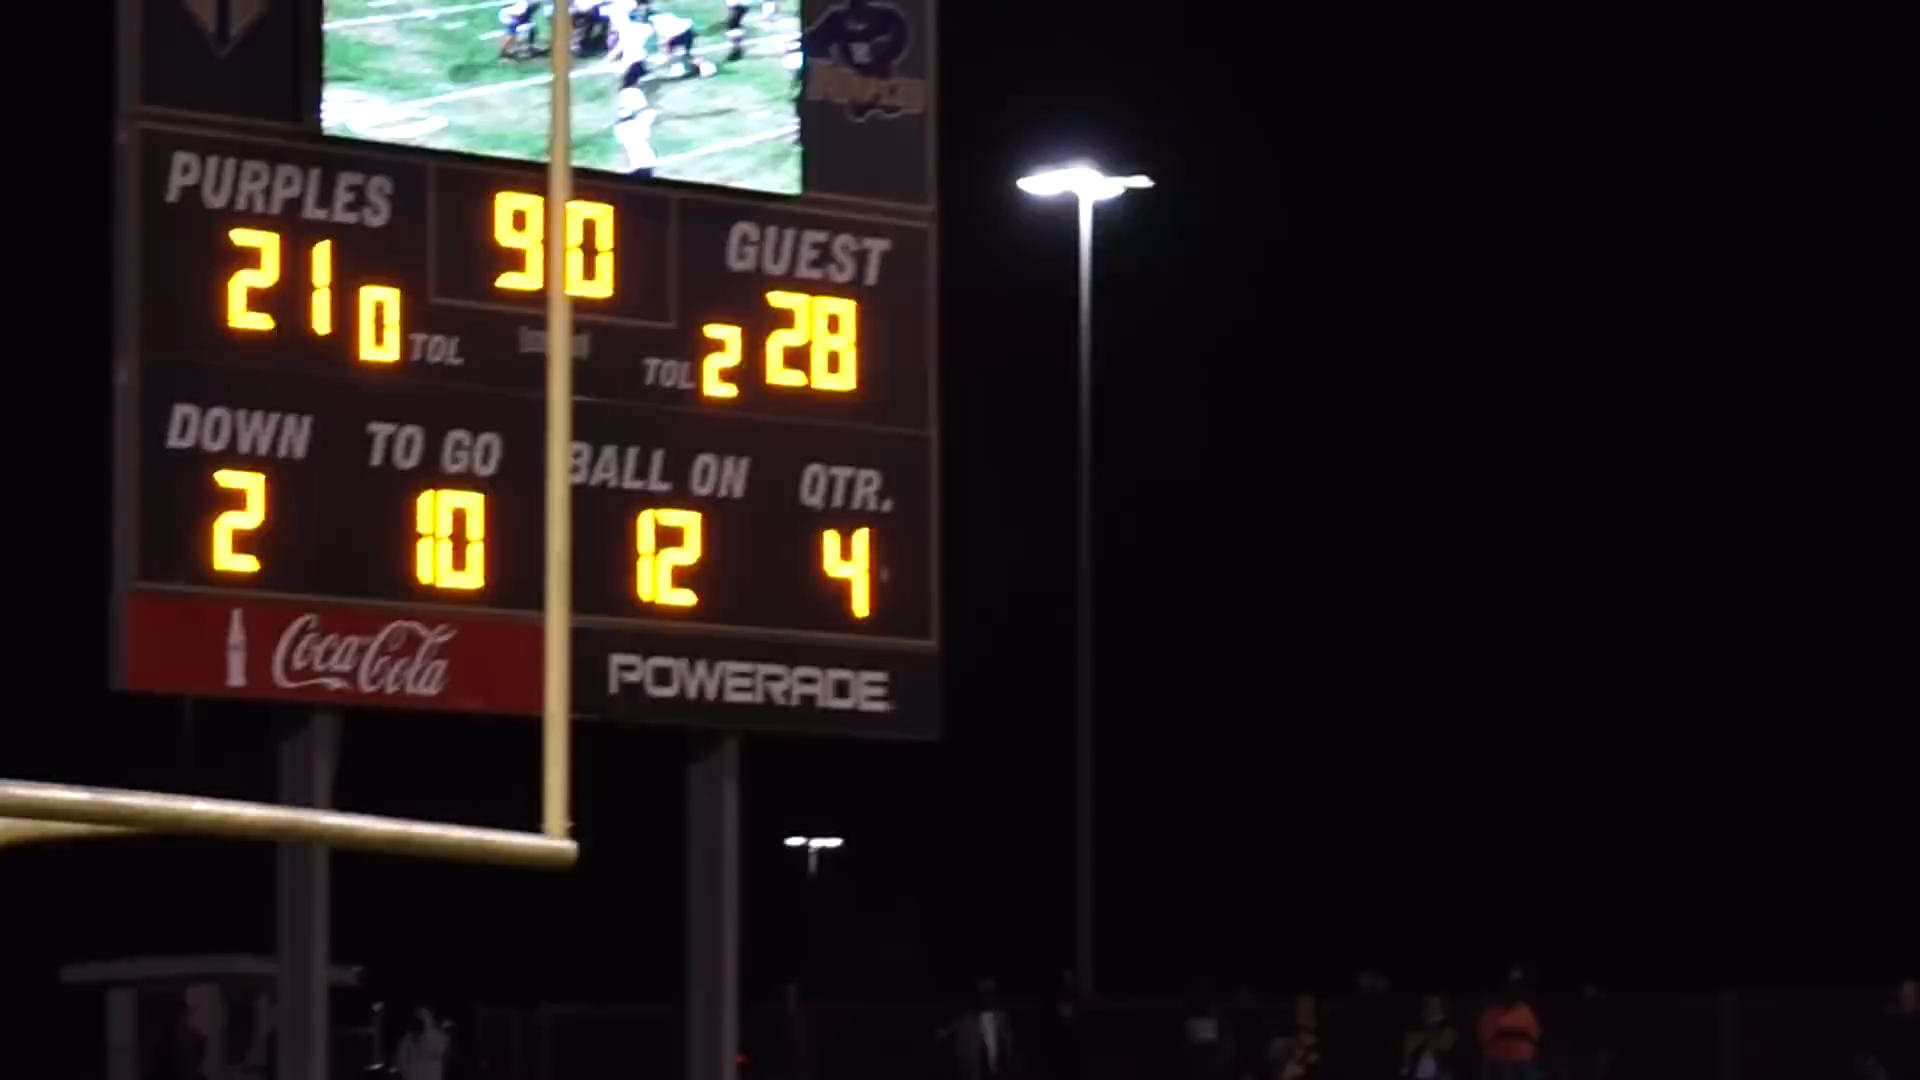 PURPLES
90
GUEST
21 0 TOL
TOL 2 28
DOWN TO GO BALL ON QTR.
2 10 12 4
Coca-Cola
POWERADE